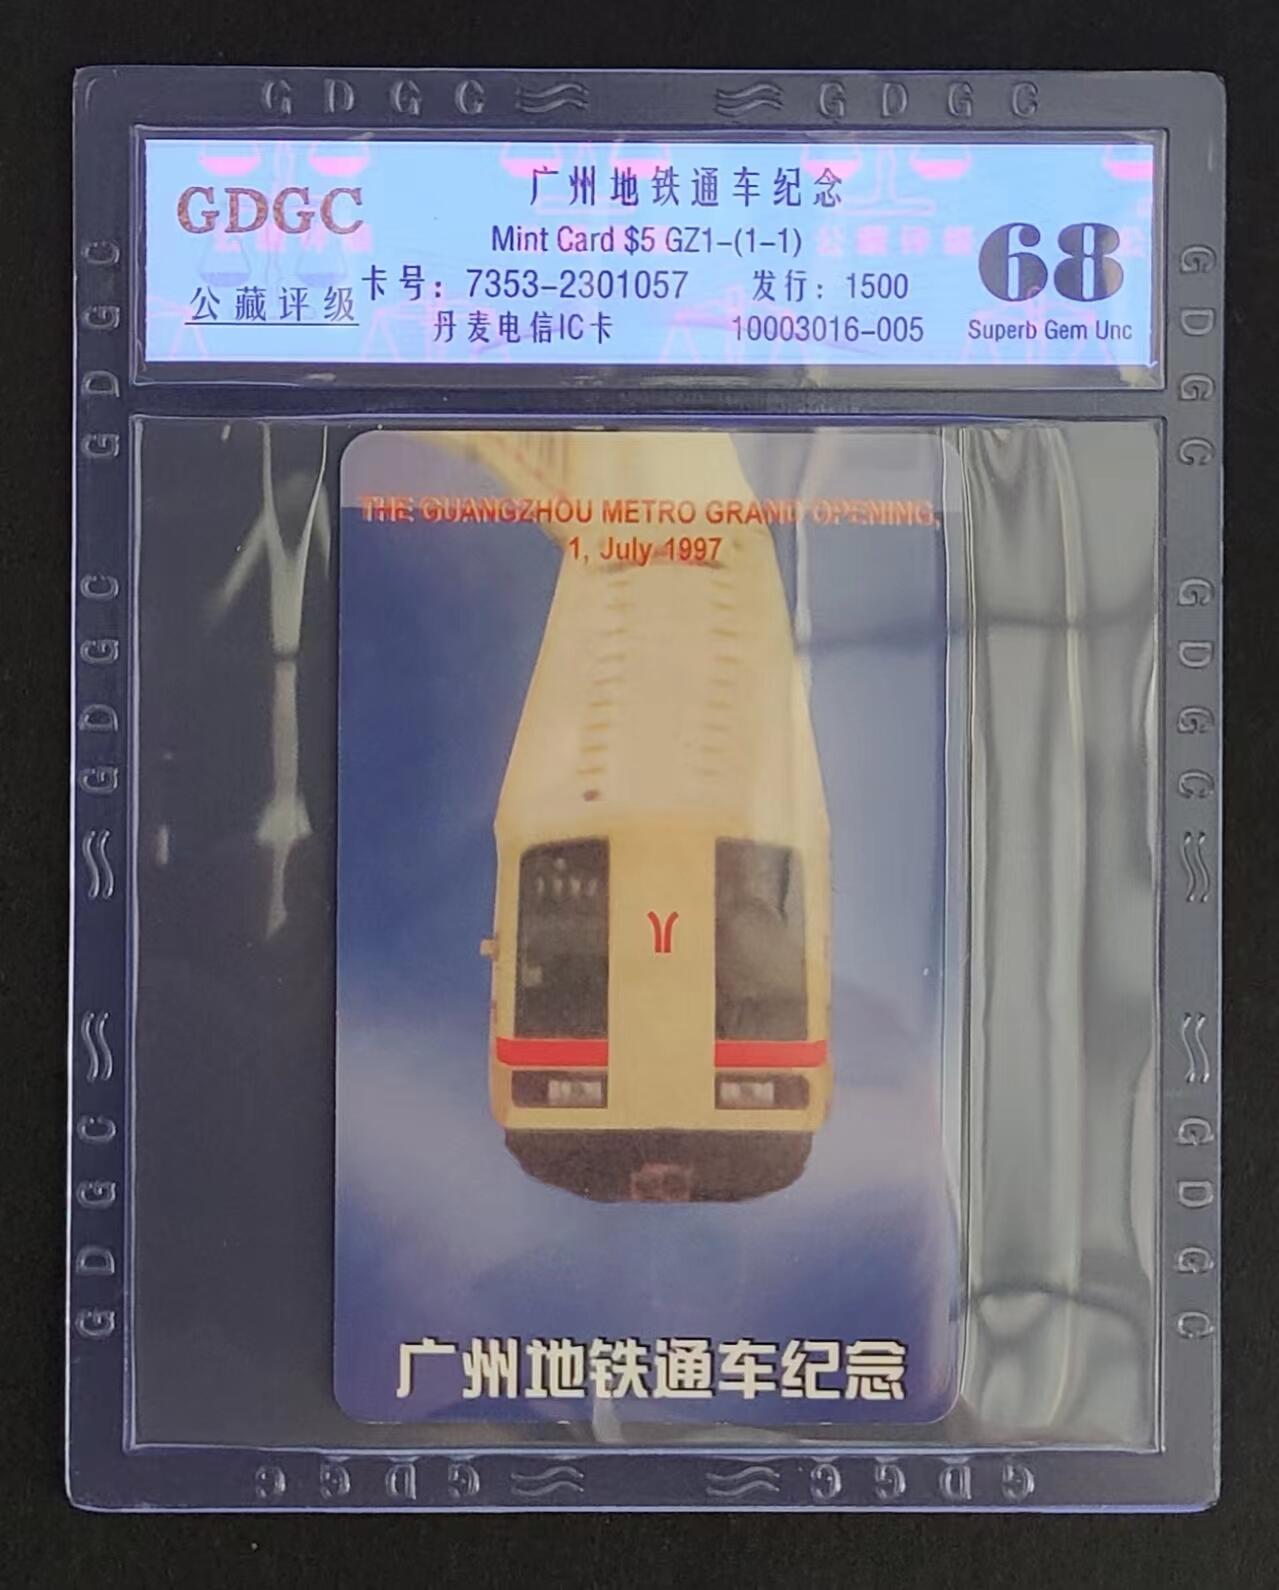 G D G C G D G C
GDGC
公藏评级
广州地铁通车纪念
Mint Card $5 GZ1-(1-1)
卡号：7353-2301057 发行：1500
丹麦电信IC卡 10003016-005
68
Superb Gem Unc
THE GUANGZHOU METRO GRAND OPENING,
1, July 1997
广州地铁通车纪念
G D G C G D G C
G D G C G D G C
G D G C G D G C